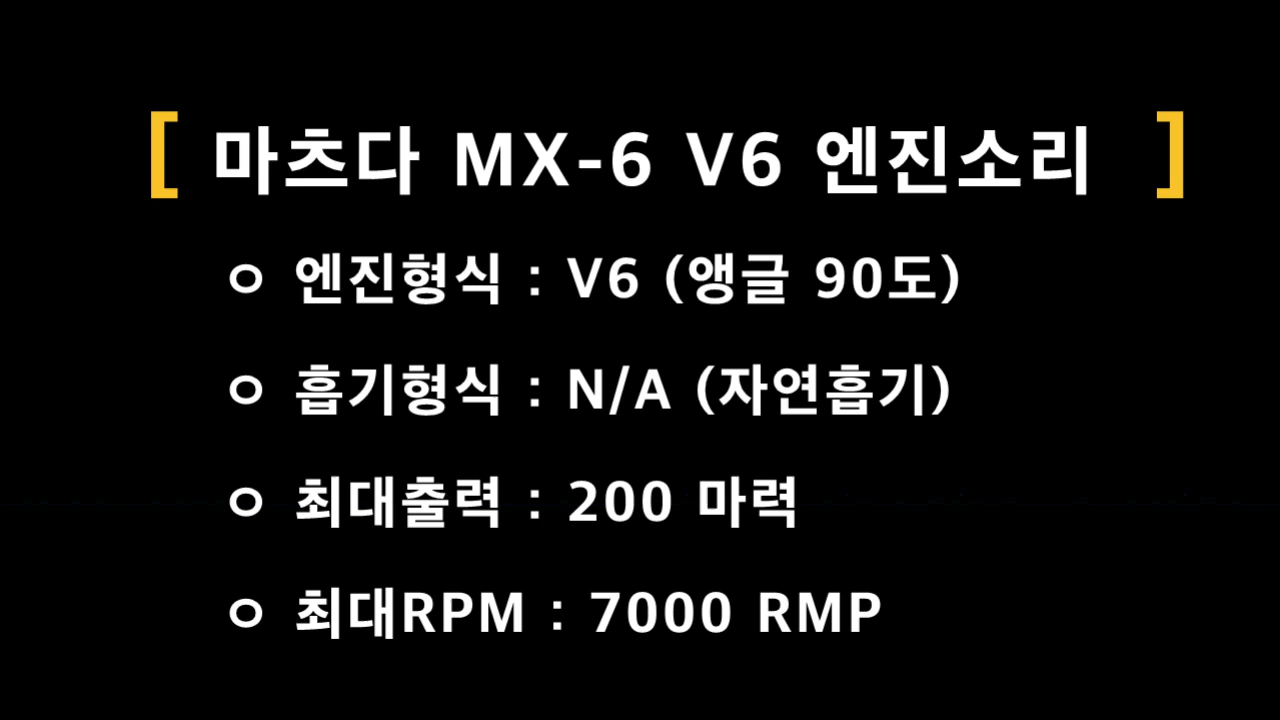 [ 마츠다 MX-6 V6 엔진소리 ]
ㅇ 엔진형식 : V6 (앵글 90도)
ㅇ 흡기형식 : N/A (자연흡기)
ㅇ 최대출력 : 200 마력
ㅇ 최대RPM : 7000 RMP